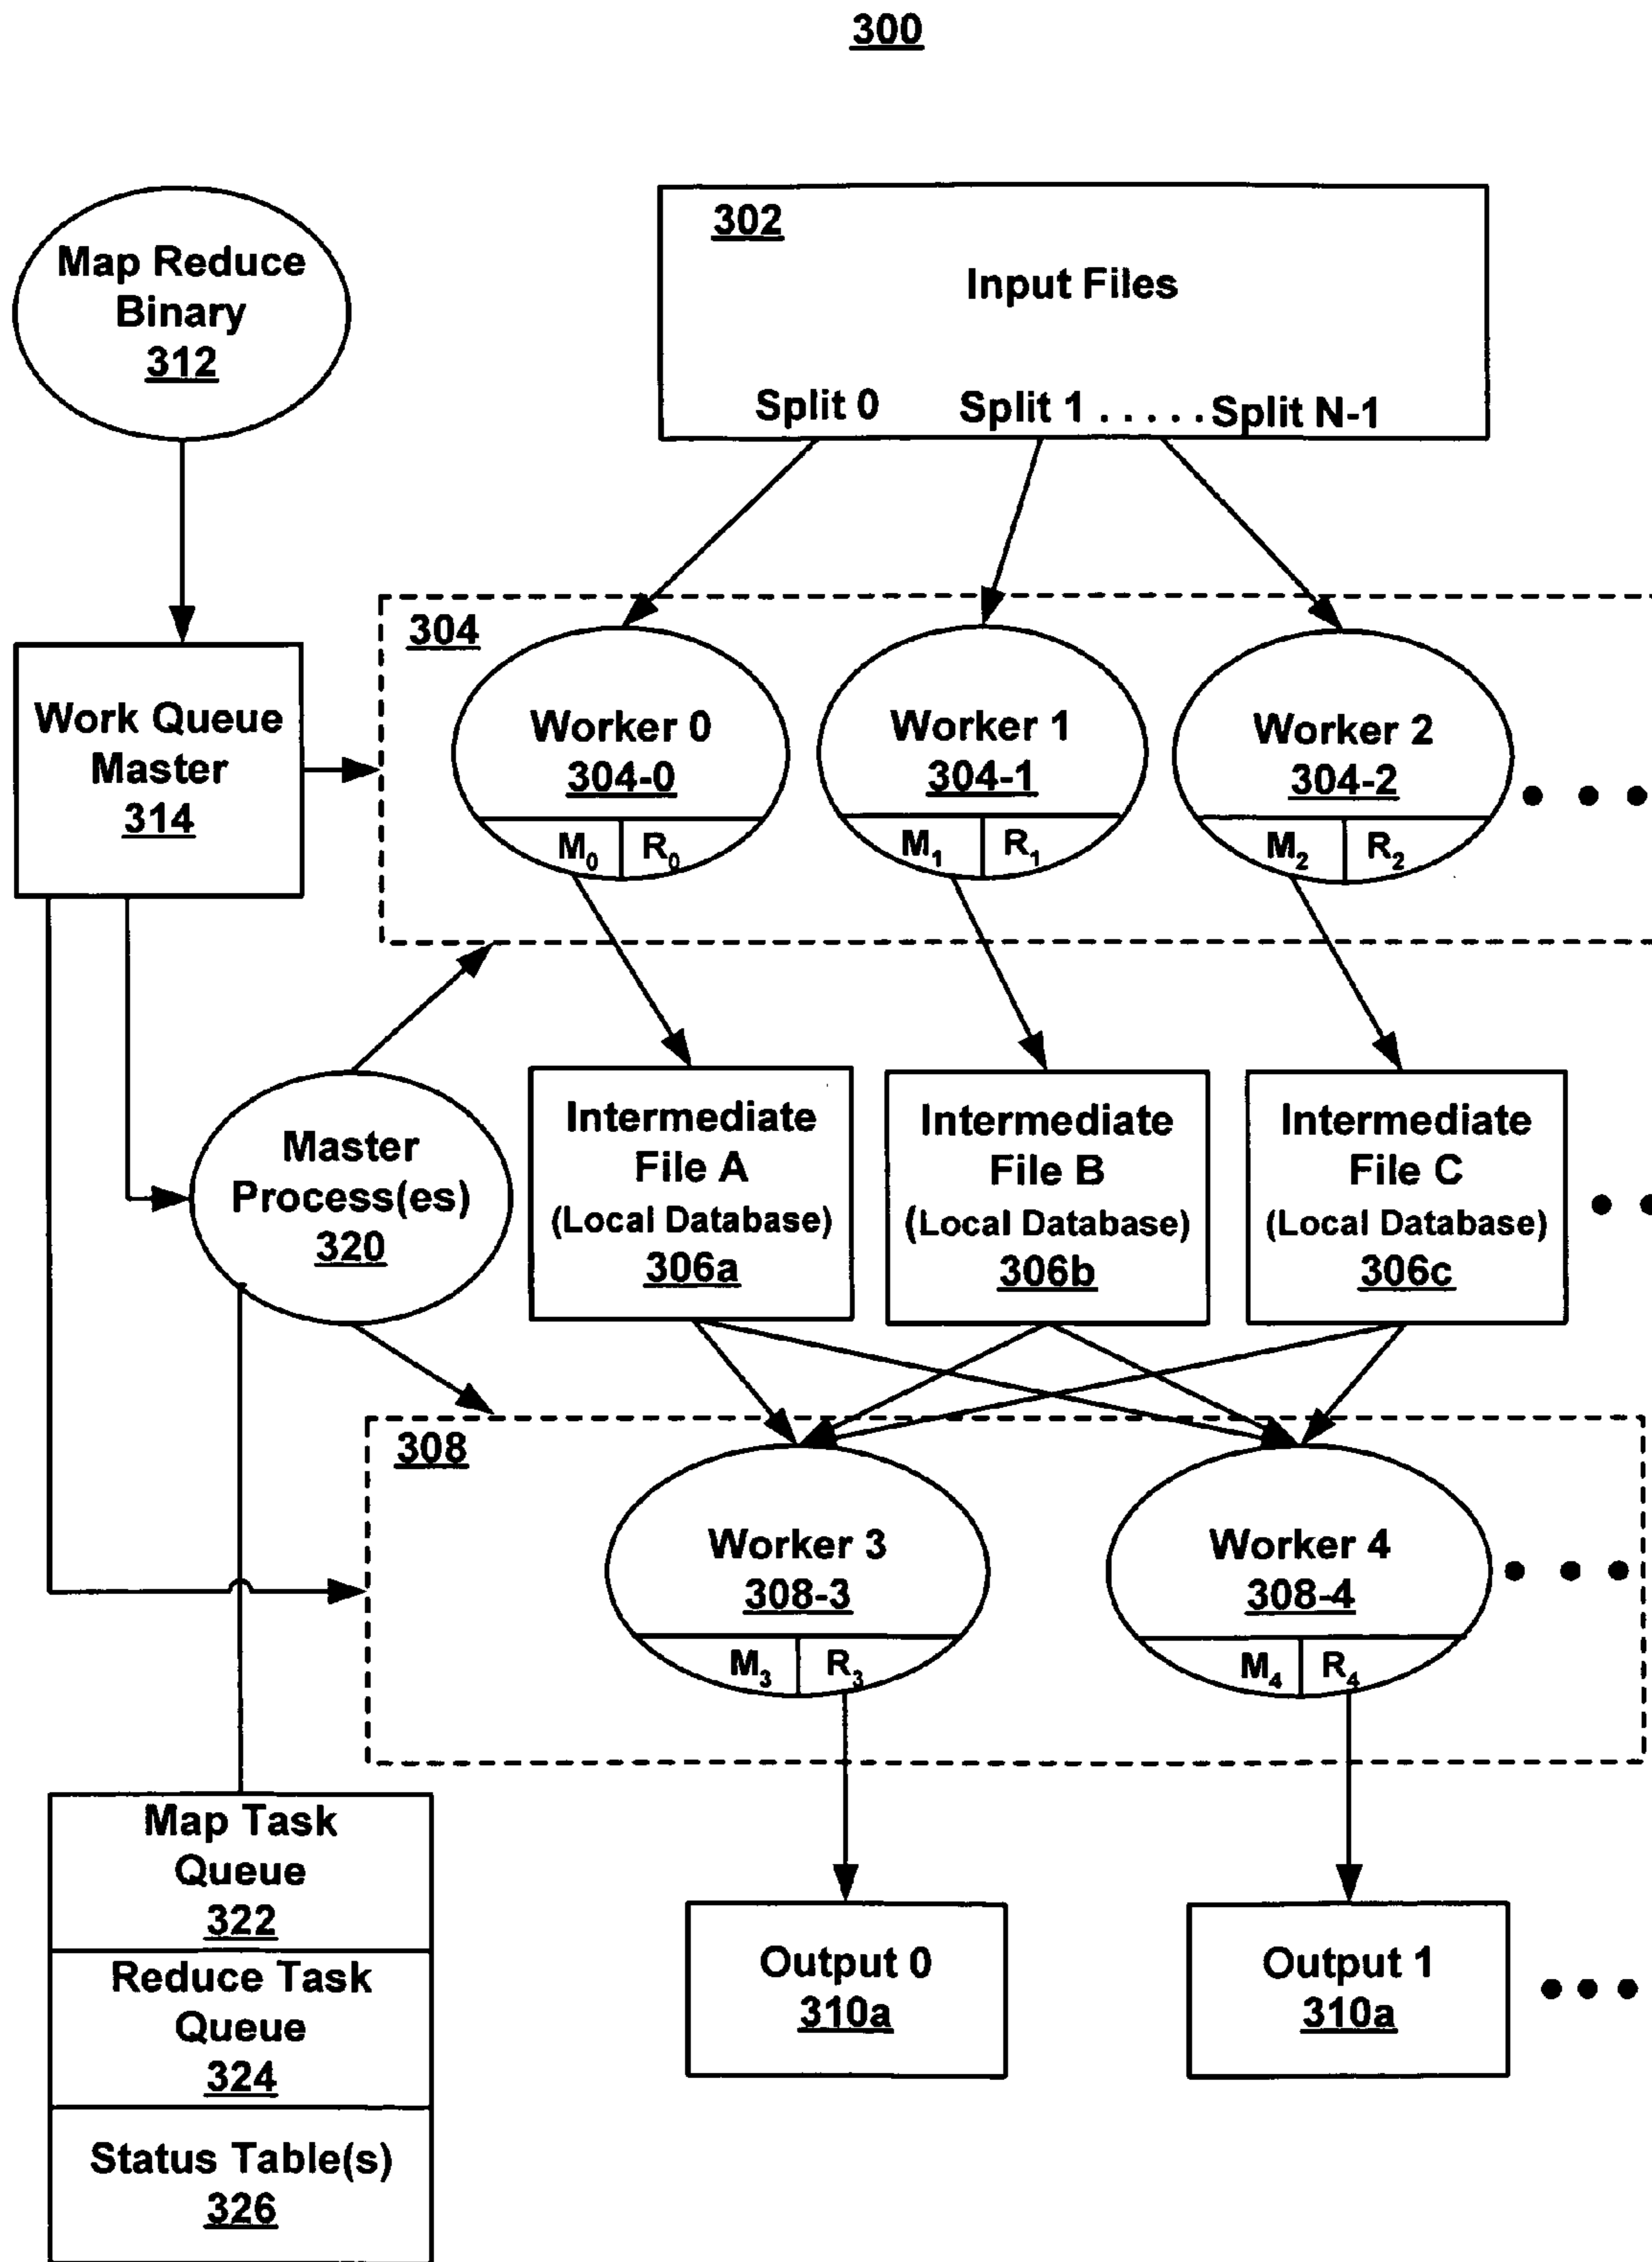 300
Map Reduce
Binary
312
302
Input Files
Split 0 Split 1 . . . . . Split N-1
Work Queue
Master
314
304
Worker 0
304-0
M0 R0
Worker 1
304-1
M1 R1
Worker 2
304-2
M2 R2
Master
Process(es)
320
Intermediate
File A
(Local Database)
306a
Intermediate
File B
(Local Database)
306b
Intermediate
File C
(Local Database)
306c
308
Worker 3
308-3
M3 R3
Worker 4
308-4
M4 R4
Map Task
Queue
322
Reduce Task
Queue
324
Status Table(s)
326
Output 0
310a
Output 1
310a